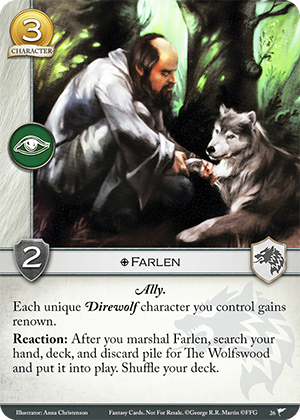 3
CHARACTER
FARLEN
2
Ally.
Each unique Direwolf character you control gains
renown.
Reaction: After you marshal Farlen, search your
hand, deck, and discard pile for The Wolfswood
and put it into play. Shuffle your deck.
Illustrator: Anna Christenson Fantasy Cards. Not For Resale. ©George R.R. Martin ©FFG 26